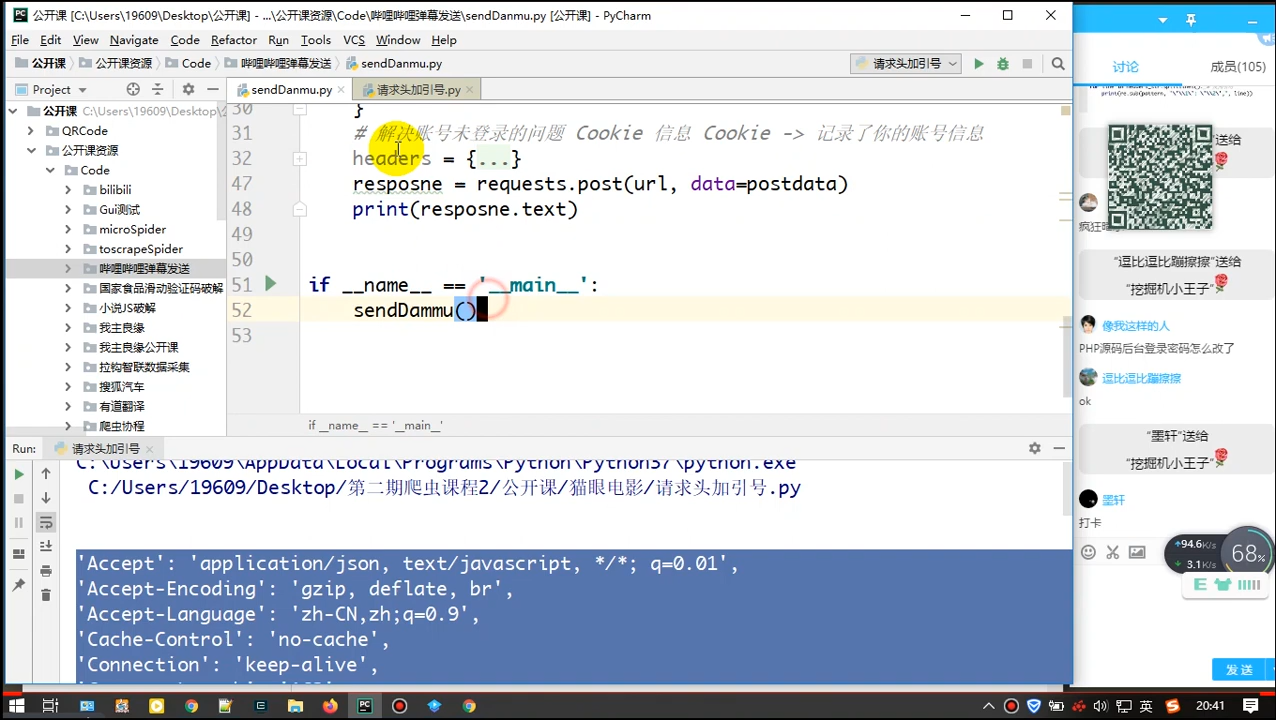 公开课 [C:\Users\19609\Desktop\公开课] - ...\公开课资源\Code\哔哩哔哩弹幕发送\sendDanmu.py [公开课] - PyCharm
File Edit View Navigate Code Refactor Run Tools VCS Window Help
公开课 公开课资源 Code 哔哩哔哩弹幕发送 sendDanmu.py 请求头加引号
Project sendDanmu.py 请求头加引号.py
公开课 C:\Users\19609\Desktop\公
QRCode
公开课资源
Code
bilibili
Gui测试
microSpider
toscrapeSpider
哔哩哔哩弹幕发送
国家食品滑动验证码破解
小说JS破解
我主良缘
我主良缘公开课
拉构智联数据采集
搜狐汽车
有道翻译
爬虫协程
30 }
31 # 解决账号未登录的问题 Cookie 信息 Cookie -> 记录了你的账号信息
32 headers = {...}
47 resposne = requests.post(url, data=postdata)
48 print(resposne.text)
49
50
51 if __name__ == '__main__':
52 sendDammu()
53
if __name__ == '__main__'
Run: 请求头加引号
C:\Users\19609\AppData\Local\Programs\Python\Python37\python.exe
C:/Users/19609/Desktop/第二期爬虫课程2/公开课/猫眼电影/请求头加引号.py
'Accept': 'application/json, text/javascript, */*; q=0.01',
'Accept-Encoding': 'gzip, deflate, br',
'Accept-Language': 'zh-CN,zh;q=0.9',
'Cache-Control': 'no-cache',
'Connection': 'keep-alive',
讨论 成员(105)
送给
疯狂
“逗比逗比蹦擦擦”送给
“挖掘机小王子”
像我这样的人
PHP源码后台登录密码怎么改了
逗比逗比蹦擦擦
ok
“墨轩”送给
“挖掘机小王子”
墨轩
打卡
94.6K/s
3.1K/s
68%
发送
英
20:41